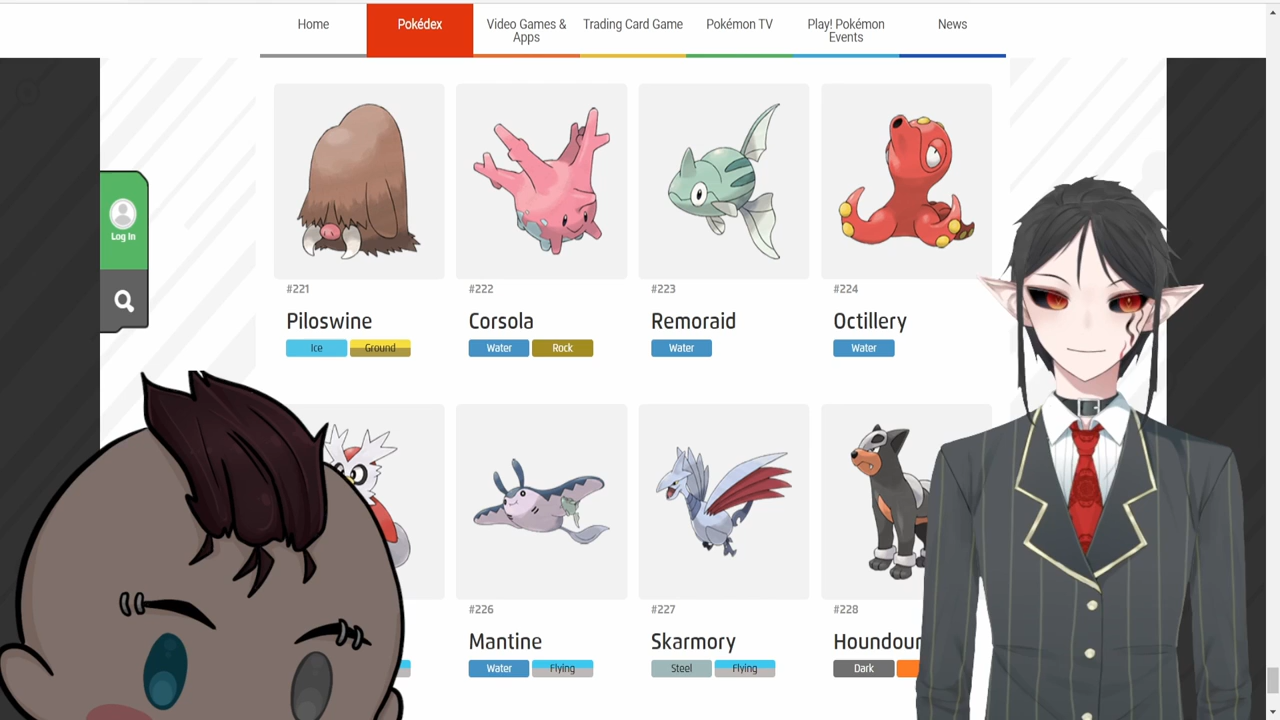 Home
Pokédex
Video Games & Apps
Trading Card Game
Pokémon TV
Play! Pokémon Events
News
Log In
#221
Piloswine
Ice Ground
#222
Corsola
Water Rock
#223
Remoraid
Water
#224
Octillery
Water
#226
Mantine
Water Flying
#227
Skarmory
Steel Flying
#228
Houndour
Dark